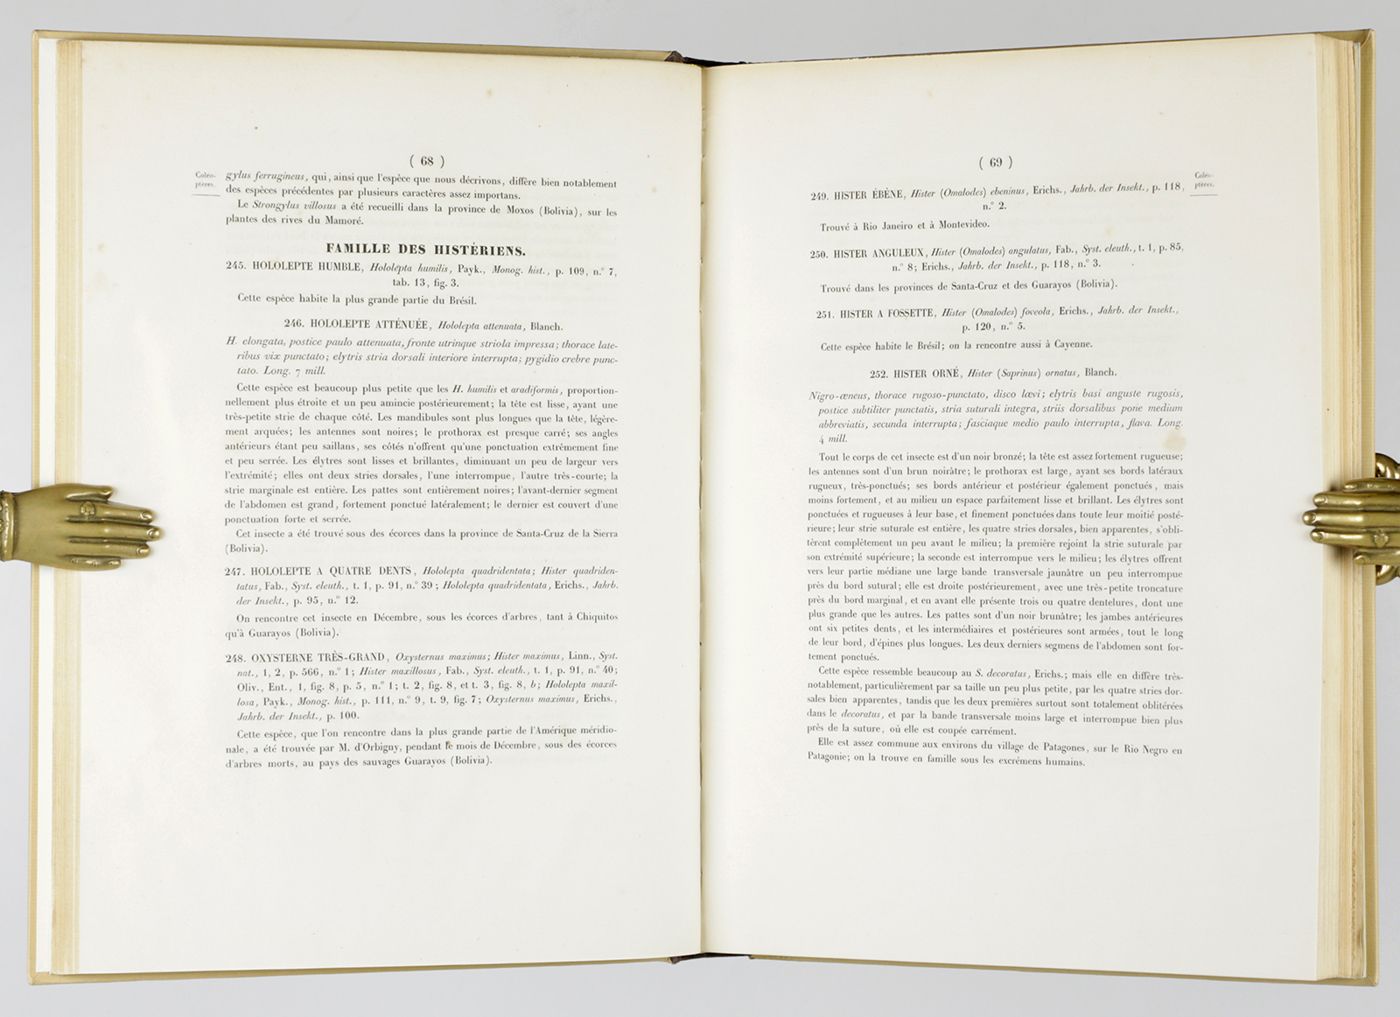 ( 68 )
Coléo-
ptères.
gylus ferrugineus, qui, ainsi que l'espèce que nous décrivons, diffère bien notablement
des espèces précédentes par plusieurs caractères assez importans.
Le Strongylus villosus a été recueilli dans la province de Moxos (Bolivia), sur les
plantes des rives du Mamoré.
FAMILLE DES HISTÉRIENS.
245. HOLOLEPTE HUMBLE, Hololepta humilis, Payk., Monog. hist., p. 109, n.° 7,
tab. 13, fig. 3.
Cette espèce habite la plus grande partie du Brésil.
246. HOLOLEPTE ATTÉNUÉE, Hololepta attenuata, Blanch.
H. elongata, postice paulo attenuata, fronte utrinque striola impressa; thorace late-
ribus vix punctato; elytris stria dorsali interiore interrupta; pygidio crebre punc-
tato. Long. 7 mill.
Cette espèce est beaucoup plus petite que les H. humilis et aradiformis, proportion-
nellement plus étroite et un peu amincie postérieurement; la tête est lisse, ayant une
très-petite strie de chaque côté. Les mandibules sont plus longues que la tête, légère-
ment arquées; les antennes sont noires; le prothorax est presque carré; ses angles
antérieurs étant peu saillans, ses côtés n'offrent qu'une ponctuation extrêmement fine
et peu serrée. Les élytres sont lisses et brillantes, diminuant un peu de largeur vers
l'extrémité; elles ont deux stries dorsales, l'une interrompue, l'autre très-courte; la
strie marginale est entière. Les pattes sont entièrement noires; l'avant-dernier segment
de l'abdomen est grand, fortement ponctué latéralement; le dernier est couvert d'une
ponctuation forte et serrée.
Cet insecte a été trouvé sous des écorces dans la province de Santa-Cruz de la Sierra
(Bolivia).
247. HOLOLEPTE A QUATRE DENTS, Hololepta quadridentata; Hister quadriden-
tatus, Fab., Syst. eleuth., t. 1, p. 91, n.° 39; Hololepta quadridentata, Erichs., Jahrb.
der Insekt., p. 95, n.° 12.
On rencontre cet insecte en Décembre, sous les écorces d'arbres, tant à Chiquitos
qu'à Guarayos (Bolivia).
248. OXYSTERNE TRÈS-GRAND, Oxysternus maximus; Hister maximus, Linn., Syst.
nat., 1, 2, p. 566, n.° 1; Hister maxillosus, Fab., Syst. eleuth., t. 1, p. 91, n.° 40;
Oliv., Ent., 1, fig. 8, p. 5, n.° 1; t. 2, fig. 8, et t. 3, fig. 8, b; Hololepta maxil-
losa, Payk., Monog. hist., p. 111, n.° 9, t. 9, fig. 7; Oxysternus maximus, Erichs.,
Jahrb. der Insekt., p. 100.
Cette espèce, que l'on rencontre dans la plus grande partie de l'Amérique méridio-
nale, a été trouvée par M. d'Orbigny, pendant le mois de Décembre, sous des écorces
d'arbres morts, au pays des sauvages Guarayos (Bolivia).
( 69 )
Coléo-
ptères.
249. HISTER ÉBÈNE, Hister (Omalodes) ebeninus, Erichs., Jahrb. der Insekt., p. 118,
n.° 2.
Trouvé à Rio Janeiro et à Montevideo.
250. HISTER ANGULEUX, Hister (Omalodes) angulatus, Fab., Syst. eleuth., t. 1, p. 85,
n.° 8; Erichs., Jahrb. der Insekt., p. 118, n.° 3.
Trouvé dans les provinces de Santa-Cruz et des Guarayos (Bolivia).
251. HISTER A FOSSETTE, Hister (Omalodes) foveola, Erichs., Jahrb. der Insekt.,
p. 120, n.° 5.
Cette espèce habite le Brésil; on la rencontre aussi à Cayenne.
252. HISTER ORNÉ, Hister (Saprinus) ornatus, Blanch.
Nigro-æneus, thorace rugoso-punctato, disco lævi; elytris basi anguste rugosis,
postice subtiliter punctatis, stria suturali integra, striis dorsalibus pone medium
abbreviatis, secunda interrupta; fasciaque medio paulo interrupta, flava. Long.
4 mill.
Tout le corps de cet insecte est d'un noir bronzé; la tête est assez fortement rugueuse;
les antennes sont d'un brun noirâtre; le prothorax est large, ayant ses bords latéraux
rugueux, très-ponctués; ses bords antérieur et postérieur également ponctués, mais
moins fortement, et au milieu un espace parfaitement lisse et brillant. Les élytres sont
ponctuées et rugueuses à leur base, et finement ponctuées dans toute leur moitié posté-
rieure; leur strie suturale est entière, les quatre stries dorsales, bien apparentes, s'obli-
tèrent complètement un peu avant le milieu; la première rejoint la strie suturale par
son extrémité supérieure; la seconde est interrompue vers le milieu; les élytres offrent
vers leur partie médiane une large bande transversale jaunâtre un peu interrompue
près du bord sutural; elle est droite postérieurement, avec une très-petite troncature
près du bord marginal, et en avant elle présente trois ou quatre dentelures, dont une
plus grande que les autres. Les pattes sont d'un noir brunâtre; les jambes antérieures
ont six petites dents, et les intermédiaires et postérieures sont armées, tout le long
de leur bord, d'épines plus longues. Les deux derniers segmens de l'abdomen sont for-
tement ponctués.
Cette espèce ressemble beaucoup au S. decoratus, Erichs.; mais elle en diffère très-
notablement, particulièrement par sa taille un peu plus petite, par les quatre stries dor-
sales bien apparentes, tandis que les deux premières surtout sont totalement oblitérées
dans le decoratus, et par la bande transversale moins large et interrompue bien plus
près de la suture, où elle est coupée carrément.
Elle est assez commune aux environs du village de Patagones, sur le Rio Negro en
Patagonie; on la trouve en famille sous les excrémens humains.